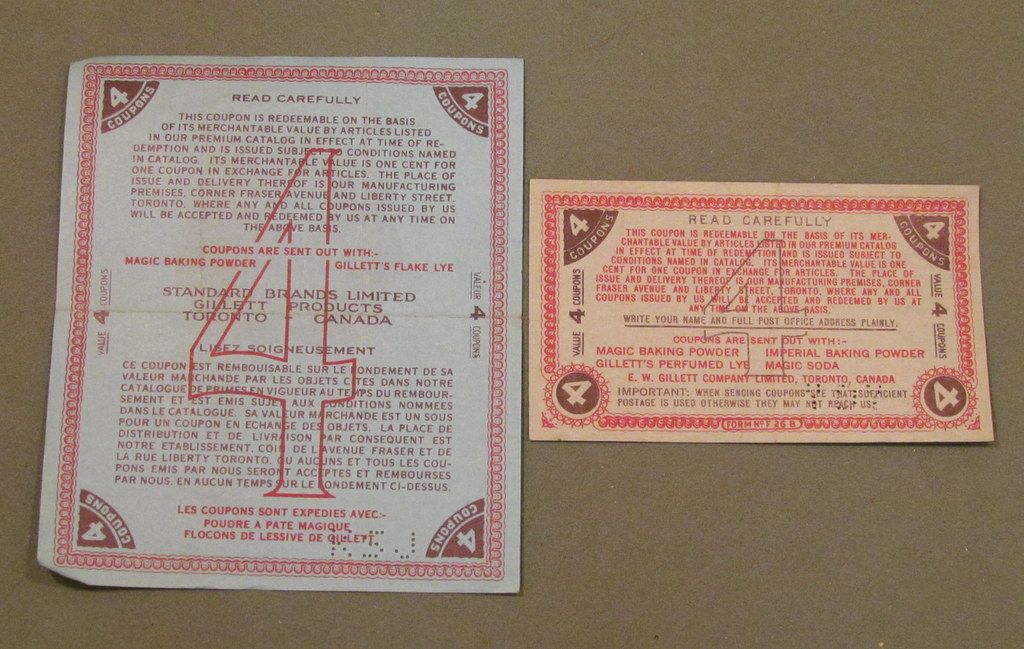 4 COUPONS
4 COUPONS
READ CAREFULLY
THIS COUPON IS REDEEMABLE ON THE BASIS
OF ITS MERCHANTABLE VALUE BY ARTICLES LISTED
IN OUR PREMIUM CATALOG IN EFFECT AT TIME OF RE-
DEMPTION AND IS ISSUED SUBJECT TO CONDITIONS NAMED
IN CATALOG. ITS MERCHANTABLE VALUE IS ONE CENT FOR
ONE COUPON IN EXCHANGE FOR ARTICLES. THE PLACE OF
ISSUE AND DELIVERY THEREOF IS OUR MANUFACTURING
PREMISES, CORNER FRASER AVENUE AND LIBERTY STREET,
TORONTO, WHERE ANY AND ALL COUPONS ISSUED BY US
WILL BE ACCEPTED AND REDEEMED BY US AT ANY TIME ON
THE ABOVE BASIS.
COUPONS ARE SENT OUT WITH:-
MAGIC BAKING POWDER GILLETT'S FLAKE LYE
VALUE 4 COUPONS
VALEUR 4 COUPONS
4
STANDARD BRANDS LIMITED
GILLETT PRODUCTS
TORONTO - CANADA
LISEZ SOIGNEUSEMENT
CE COUPON EST REMBOUISABLE SUR LE FONDEMENT DE SA
VALEUR MARCHANDE PAR LES OBJETS CITES DANS NOTRE
CATALOGUE DE PRIMES EN VIGUEUR AU TEMPS DU REMBOUR-
SEMENT ET EST EMIS SUJET AUX CONDITIONS NOMMEES
DANS LE CATALOGUE. SA VALEUR MARCHANDE EST UN SOUS
POUR UN COUPON EN ECHANGE DES OBJETS. LA PLACE DE
DISTRIBUTION ET DE LIVRAISON PAR CONSEQUENT EST
NOTRE ETABLISSEMENT, COIN DE L'AVENUE FRASER ET DE
LA RUE LIBERTY TORONTO, OU AUCUNS ET TOUS LES COU-
PONS EMIS PAR NOUS SERONT ACCEPTES ET REMBOURSES
PAR NOUS, EN AUCUN TEMPS SUR LE FONDEMENT CI-DESSUS.
LES COUPONS SONT EXPEDIES AVEC:-
POUDRE A PATE MAGIQUE
FLOCONS DE LESSIVE DE GILLETT
4 COUPONS
4 COUPONS
4 COUPONS
4 COUPONS
READ CAREFULLY
THIS COUPON IS REDEEMABLE ON THE BASIS OF ITS MER-
CHANTABLE VALUE BY ARTICLES LISTED IN OUR PREMIUM CATALOG
IN EFFECT AT TIME OF REDEMPTION AND IS ISSUED SUBJECT TO
CONDITIONS NAMED IN CATALOG. ITS MERCHANTABLE VALUE IS ONE
CENT FOR ONE COUPON IN EXCHANGE FOR ARTICLES. THE PLACE OF
ISSUE AND DELIVERY THEREOF IS OUR MANUFACTURING PREMISES, CORNER
FRASER AVENUE AND LIBERTY STREET, TORONTO, WHERE ANY AND ALL
COUPONS ISSUED BY US WILL BE ACCEPTED AND REDEEMED BY US AT
ANY TIME ON THE ABOVE BASIS.
WRITE YOUR NAME AND FULL POST OFFICE ADDRESS PLAINLY.
VALUE 4 COUPONS
VALUE 4 COUPONS
4
COUPONS ARE SENT OUT WITH:-
MAGIC BAKING POWDER IMPERIAL BAKING POWDER
GILLETT'S PERFUMED LYE MAGIC SODA
E. W. GILLETT COMPANY LIMITED, TORONTO, CANADA
IMPORTANT: WHEN SENDING COUPONS SEE THAT SUFFICIENT
POSTAGE IS USED OTHERWISE THEY MAY NOT REACH US.
4
4
FORM Nº F 26 B